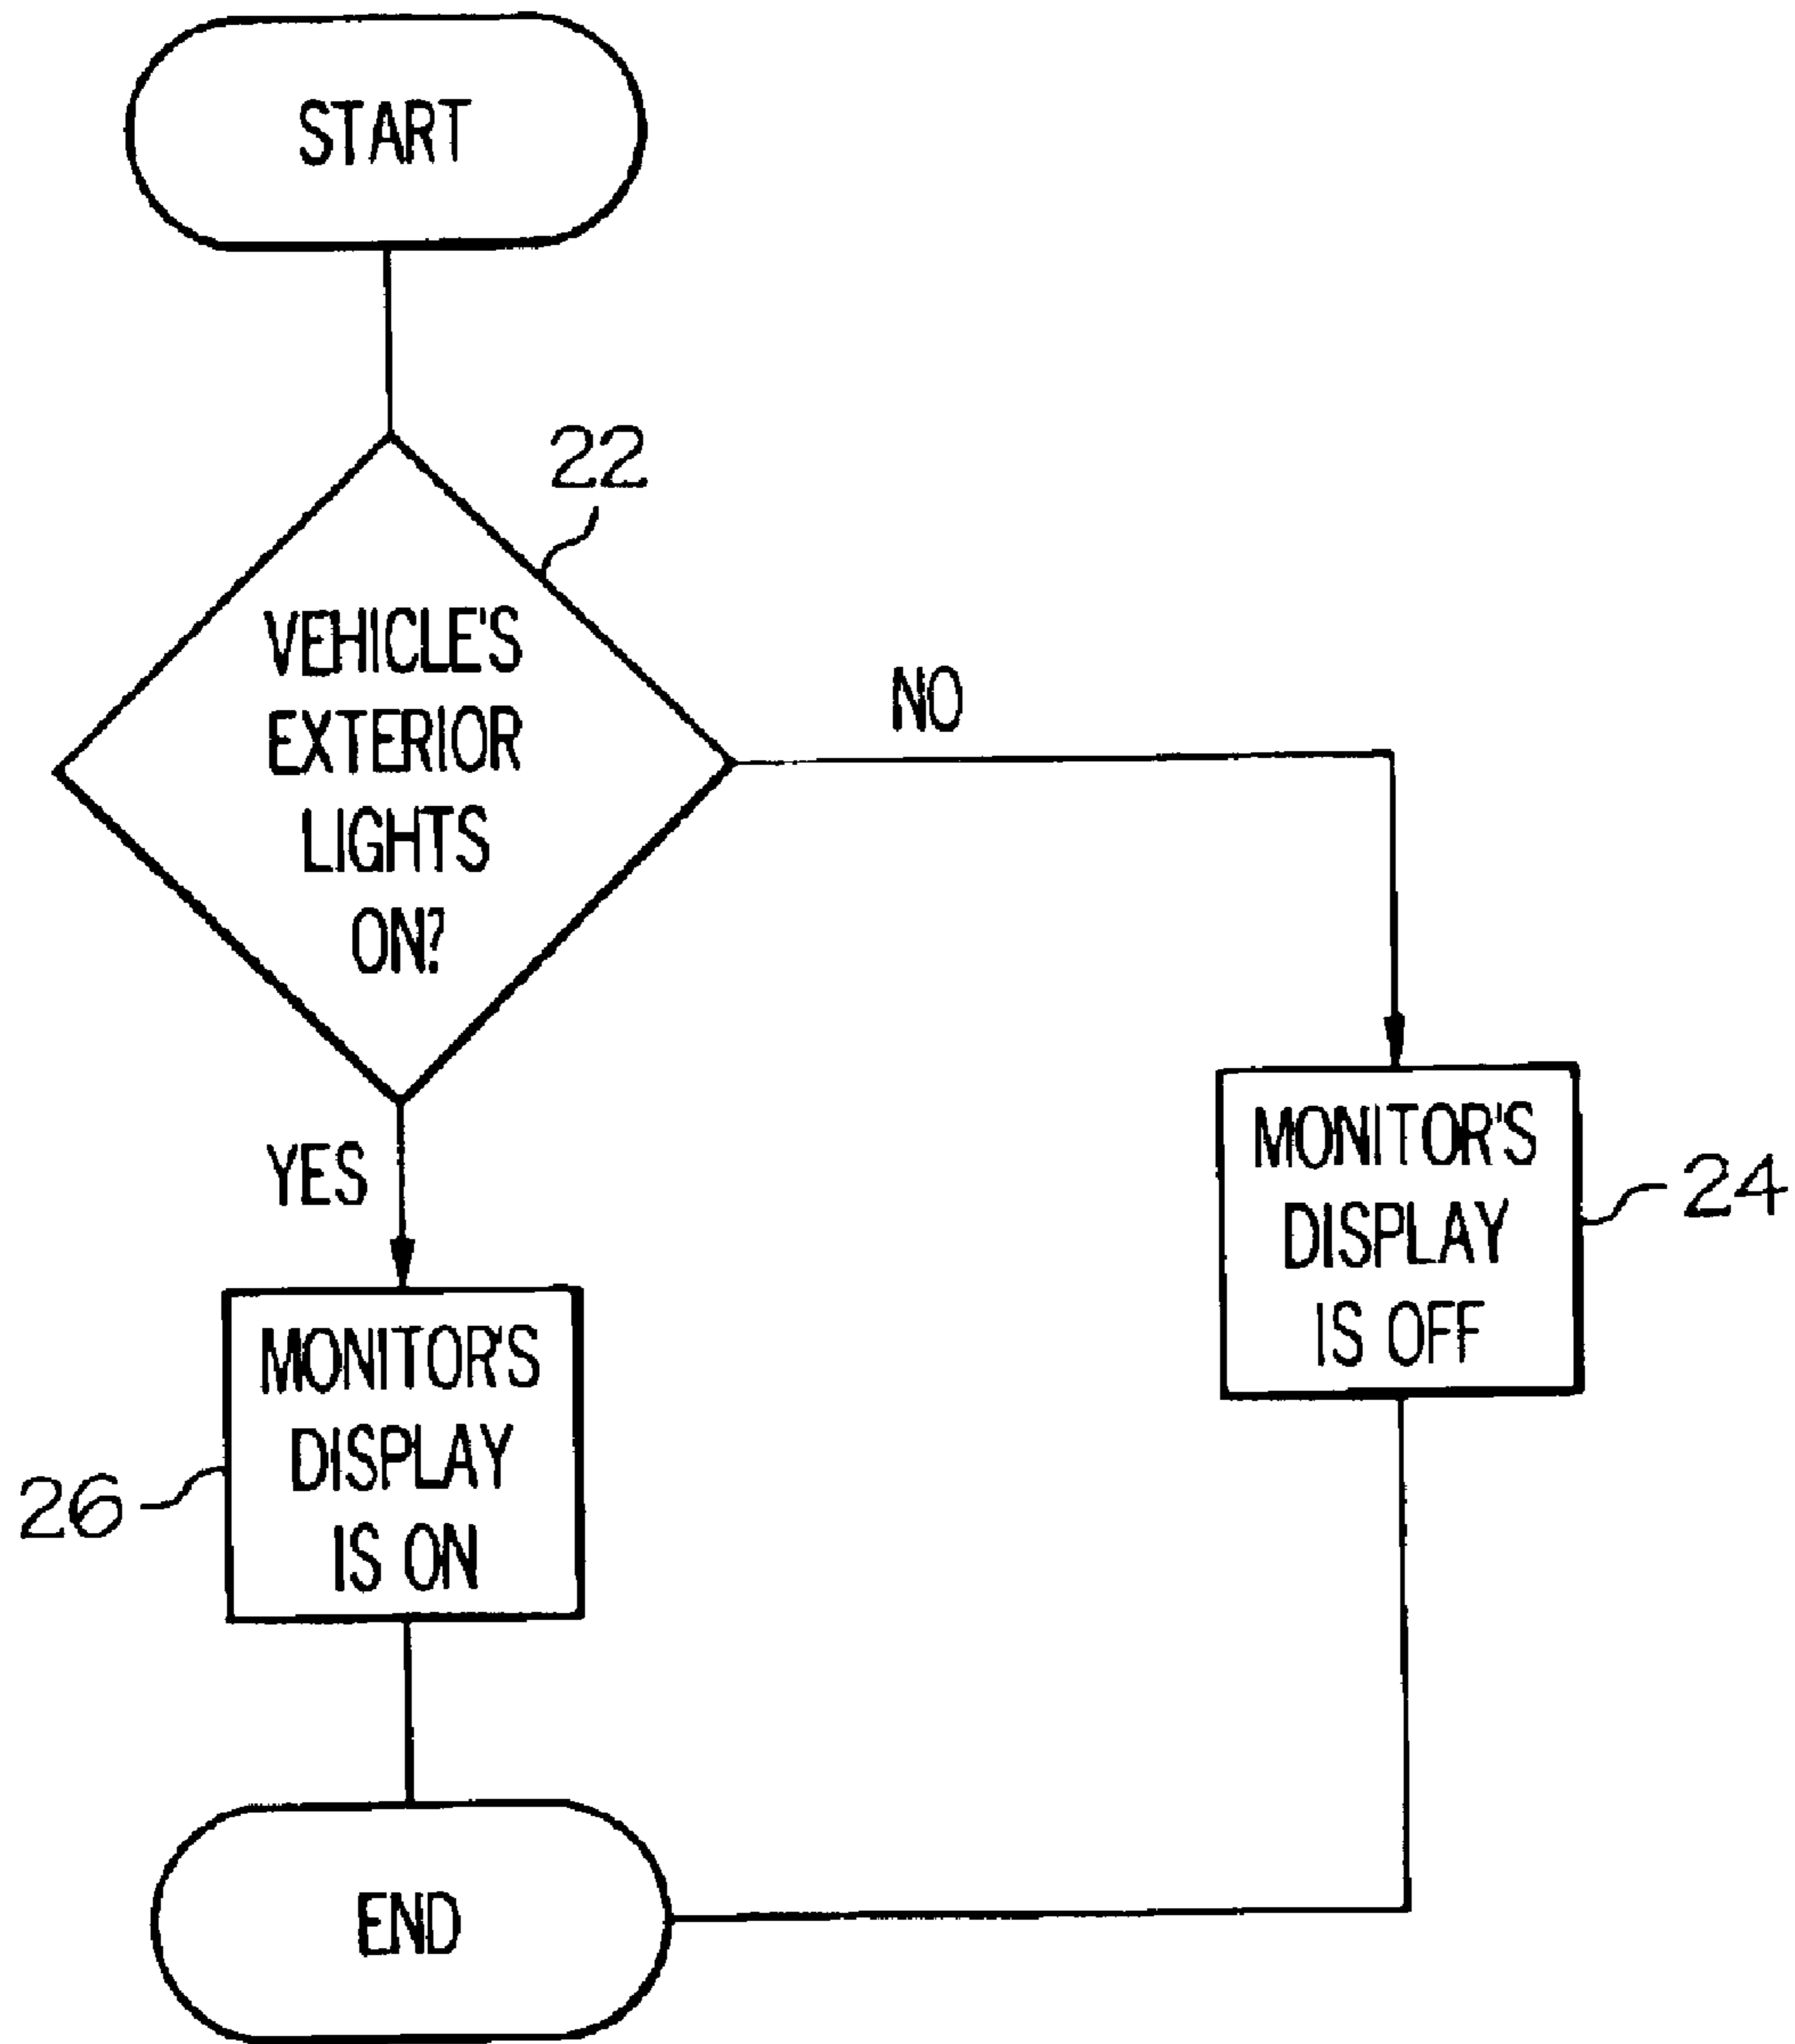 START
22
VEHICLE'S
EXTERIOR
LIGHTS
ON?
NO
YES
MONITOR'S
DISPLAY
IS OFF
24
MONITOR'S
DISPLAY
IS ON
26
END